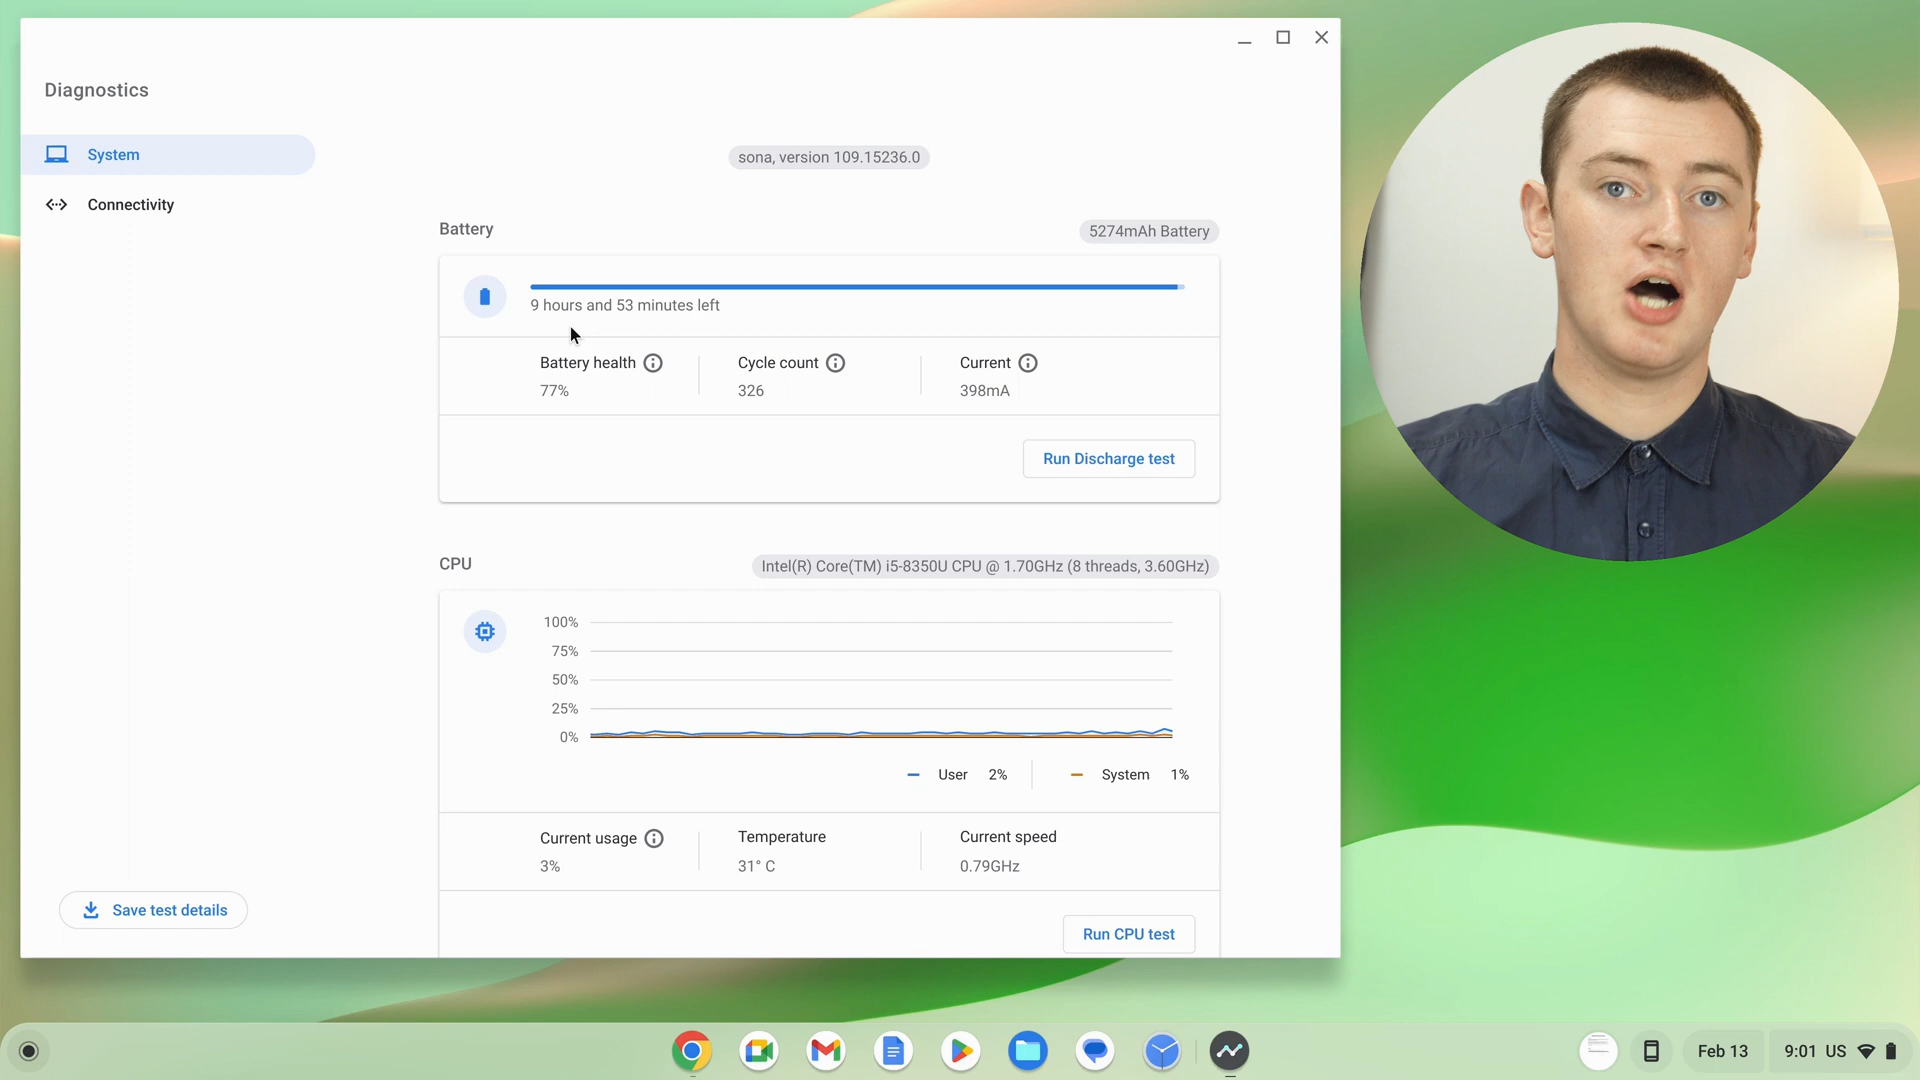 Diagnostics
System
Connectivity
sona, version 109.15236.0
Battery
5274mAh Battery
9 hours and 53 minutes left
Battery health
77%
Cycle count
326
Current
398mA
Run Discharge test
CPU
Intel(R) Core(TM) i5-8350U CPU @ 1.70GHz (8 threads, 3.60GHz)
100%
75%
50%
25%
0%
User 2%
System 1%
Current usage
3%
Temperature
31° C
Current speed
0.79GHz
Save test details
Run CPU test
Feb 13
9:01 US